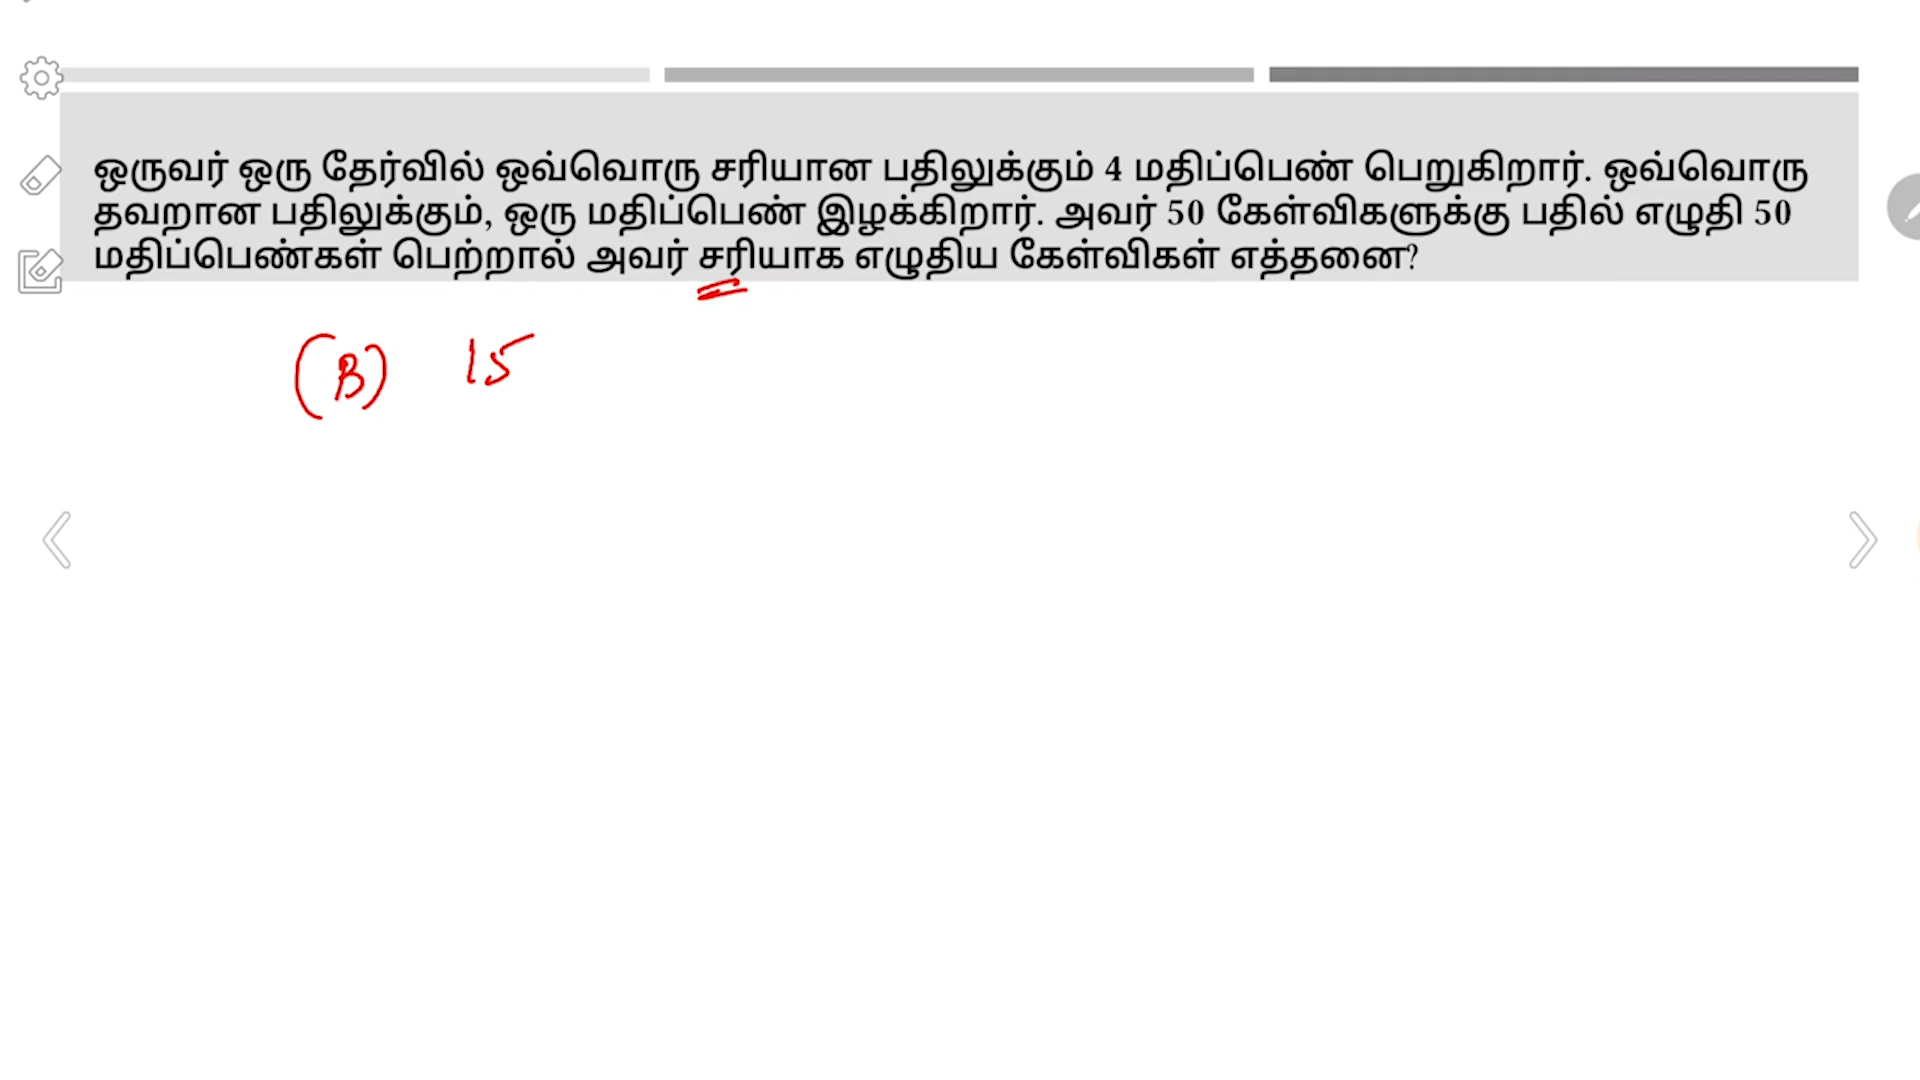 ஒருவர் ஒரு தேர்வில் ஒவ்வொரு சரியான பதிலுக்கும் 4 மதிப்பெண் பெறுகிறார். ஒவ்வொரு
தவறான பதிலுக்கும், ஒரு மதிப்பெண் இழக்கிறார். அவர் 50 கேள்விகளுக்கு பதில் எழுதி 50
மதிப்பெண்கள் பெற்றால் அவர் சரியாக எழுதிய கேள்விகள் எத்தனை?
(B) 15